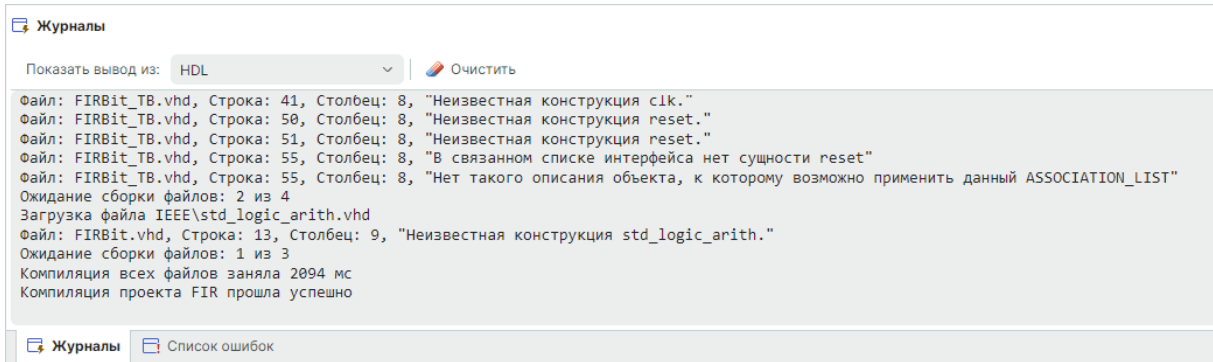 Журналы
Показать вывод из: HDL Очистить
Файл: FIRBit_TB.vhd, Строка: 41, Столбец: 8, "Неизвестная конструкция clk."
Файл: FIRBit_TB.vhd, Строка: 50, Столбец: 8, "Неизвестная конструкция reset."
Файл: FIRBit_TB.vhd, Строка: 51, Столбец: 8, "Неизвестная конструкция reset."
Файл: FIRBit_TB.vhd, Строка: 55, Столбец: 8, "В связанном списке интерфейса нет сущности reset"
Файл: FIRBit_TB.vhd, Строка: 55, Столбец: 8, "Нет такого описания объекта, к которому возможно применить данный ASSOCIATION_LIST"
Ожидание сборки файлов: 2 из 4
Загрузка файла IEEE\std_logic_arith.vhd
Файл: FIRBit.vhd, Строка: 13, Столбец: 9, "Неизвестная конструкция std_logic_arith."
Ожидание сборки файлов: 1 из 3
Компиляция всех файлов заняла 2094 мс
Компиляция проекта FIR прошла успешно
Журналы Список ошибок